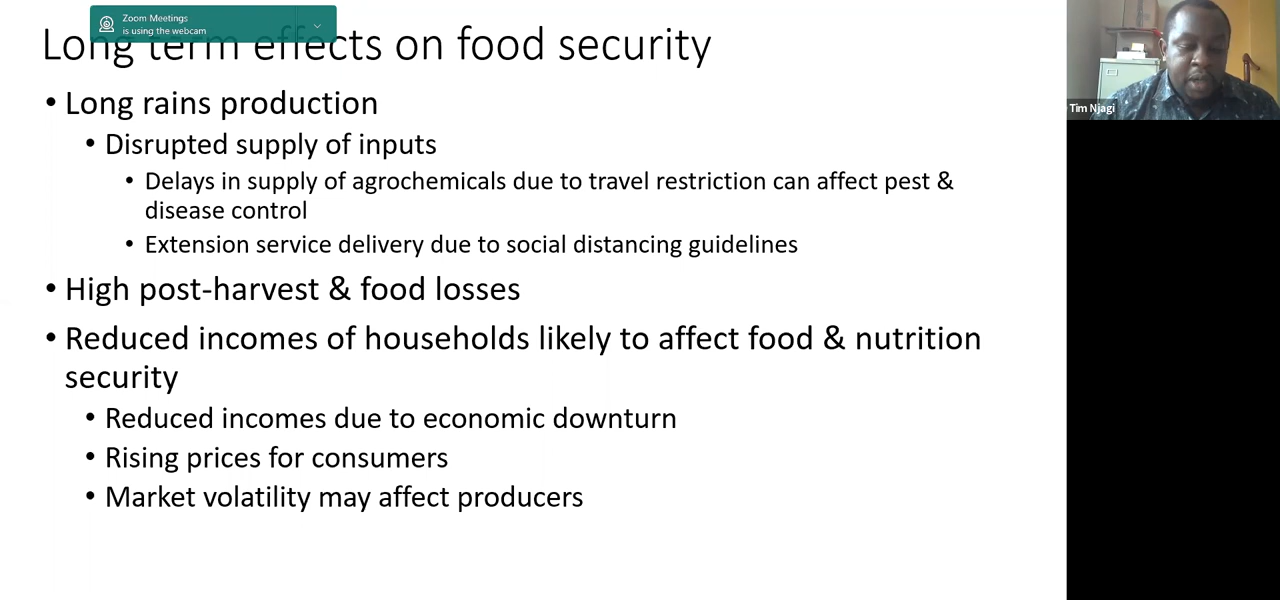 Zoom Meetings
is using the webcam
Long term effects on food security
• Long rains production
• Disrupted supply of inputs
• Delays in supply of agrochemicals due to travel restriction can affect pest &
disease control
• Extension service delivery due to social distancing guidelines
• High post-harvest & food losses
• Reduced incomes of households likely to affect food & nutrition
security
• Reduced incomes due to economic downturn
• Rising prices for consumers
• Market volatility may affect producers
Tim Njagi